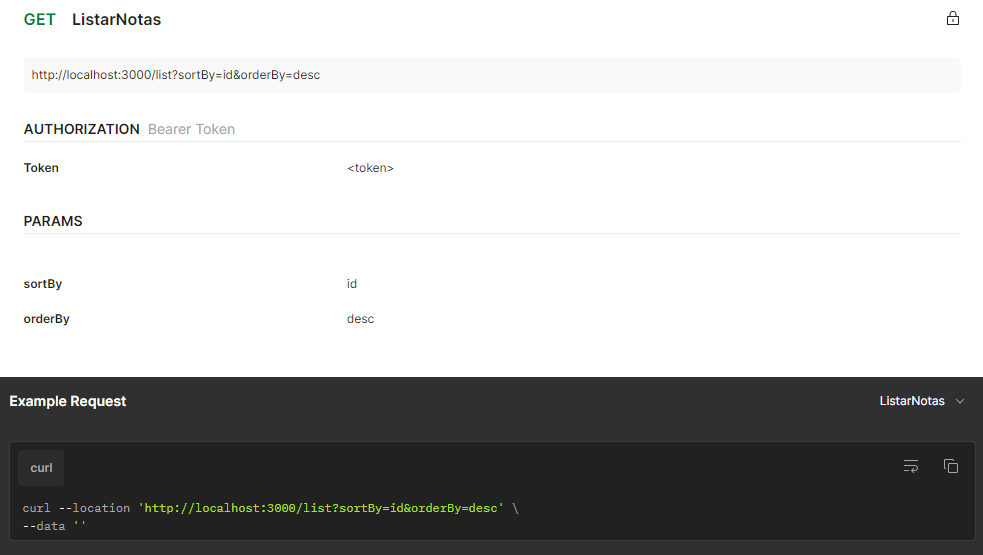 GET ListarNotas
http://localhost:3000/list?sortBy=id&orderBy=desc
AUTHORIZATION Bearer Token
Token <token>
PARAMS
sortBy id
orderBy desc
Example Request ListarNotas
curl
curl --location 'http://localhost:3000/list?sortBy=id&orderBy=desc' \
--data ''